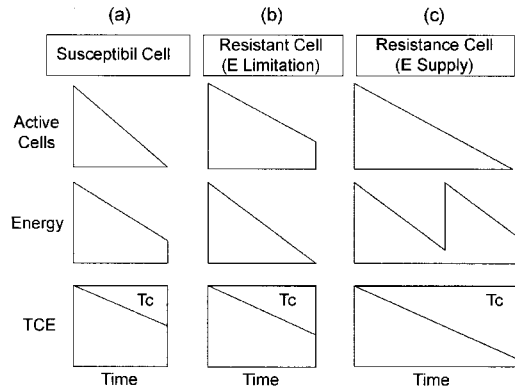 (a) (b) (c)
Susceptibil Cell
Resistant Cell
(E Limitation)
Resistance Cell
(E Supply)
Active
Cells
Energy
TCE
Tc
Tc
Tc
Time Time Time